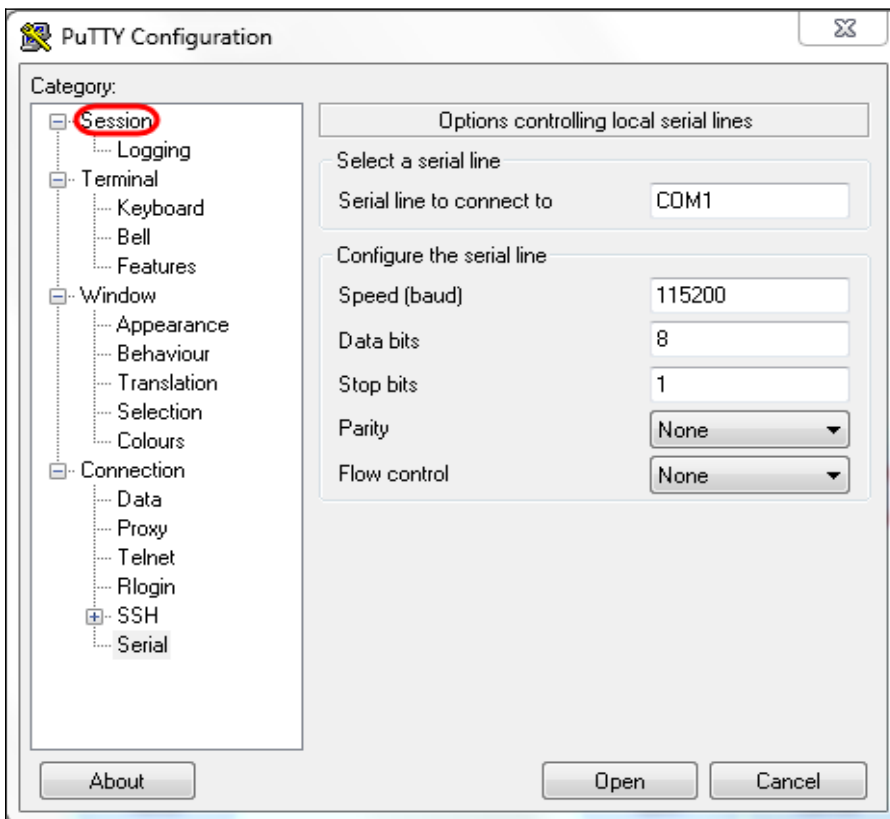 PuTTY Configuration
Category:
Session
Logging
Terminal
Keyboard
Bell
Features
Window
Appearance
Behaviour
Translation
Selection
Colours
Connection
Data
Proxy
Telnet
Rlogin
SSH
Serial
Options controlling local serial lines
Select a serial line
Serial line to connect to COM1
Configure the serial line
Speed (baud) 115200
Data bits 8
Stop bits 1
Parity None
Flow control None
About Open Cancel